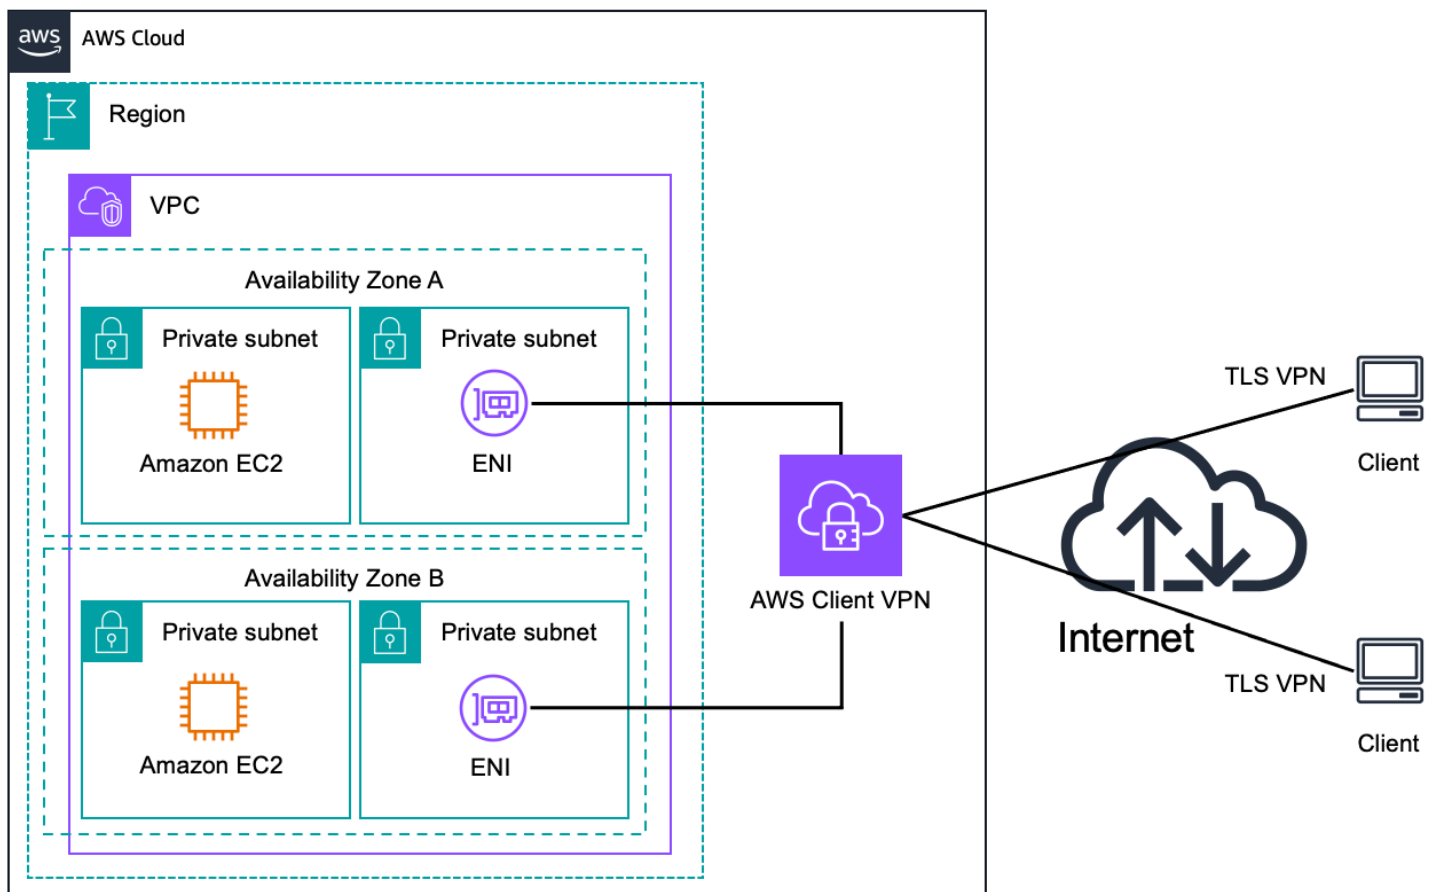 aws
AWS Cloud
Region
VPC
Availability Zone A
Private subnet
Private subnet
Amazon EC2
ENI
Availability Zone B
Private subnet
Private subnet
Amazon EC2
ENI
AWS Client VPN
Internet
TLS VPN
Client
TLS VPN
Client